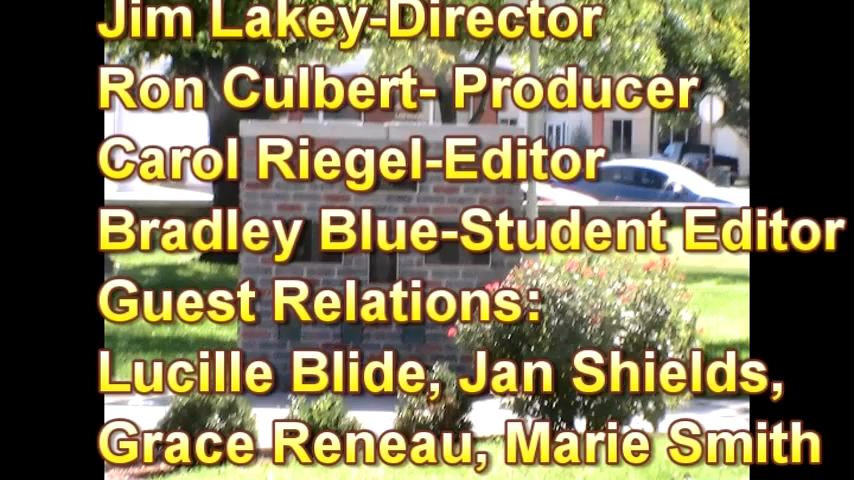 Jim Lakey-Director
Ron Culbert- Producer
Carol Riegel-Editor
Bradley Blue-Student Editor
Guest Relations:
Lucille Blide, Jan Shields,
Grace Reneau, Marie Smith